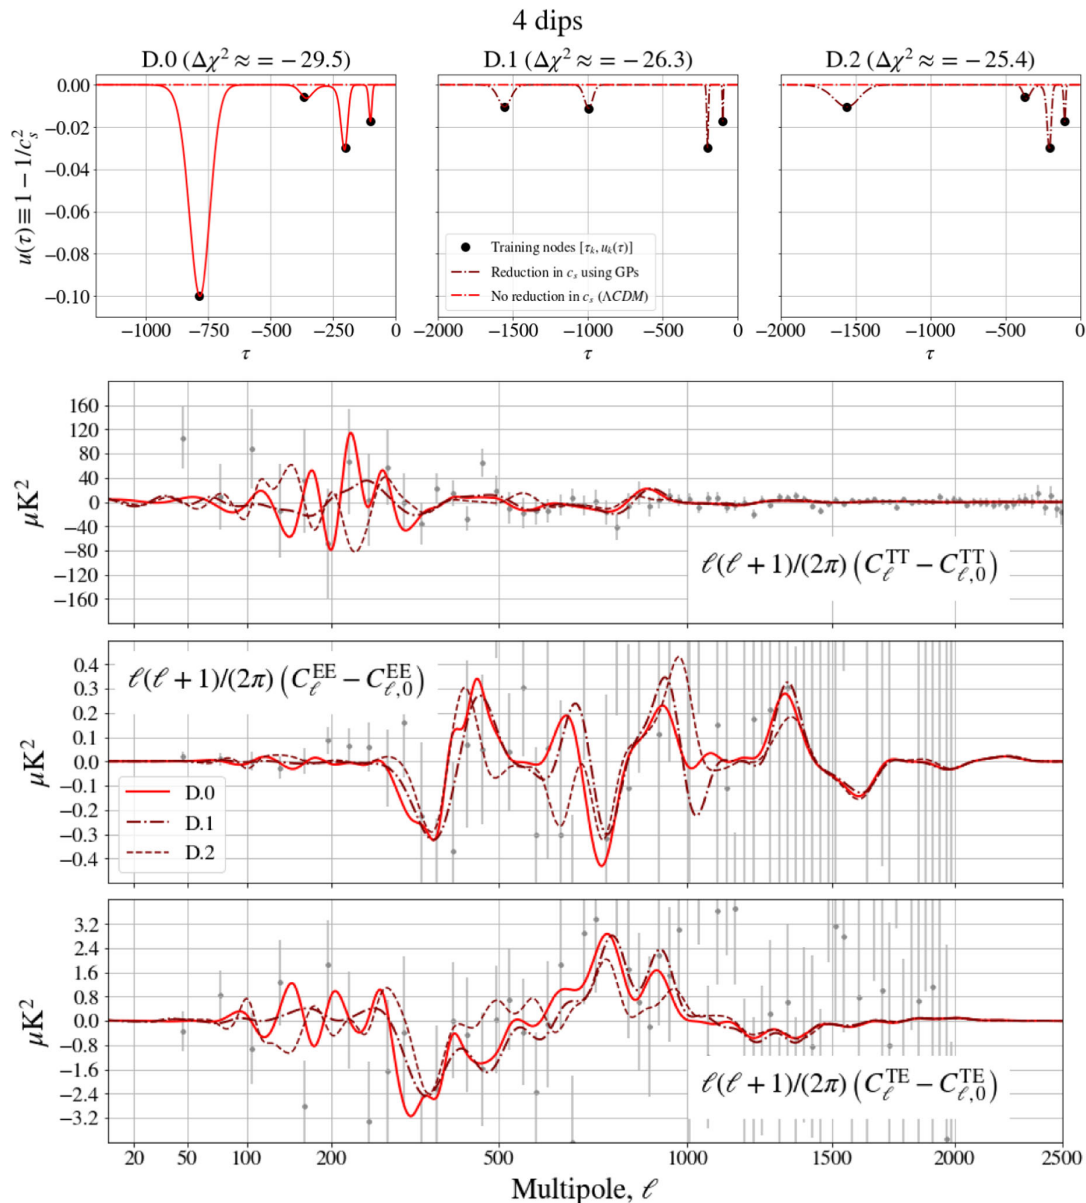 4 dips
D.0 (Δχ² ≈ = −29.5)
D.1 (Δχ² ≈ = −26.3)
D.2 (Δχ² ≈ = −25.4)
u(τ) ≡ 1 − 1/c_s²
0.00
−0.02
−0.04
−0.06
−0.08
−0.10
−1000 −750 −500 −250 0
τ
Training nodes [τ_k, u_k(τ)]
Reduction in c_s using GPs
No reduction in c_s (ΛCDM)
−2000 −1500 −1000 −500 0
τ
−2000 −1500 −1000 −500 0
τ
μK²
160
120
80
40
0
−40
−80
−120
−160
ℓ(ℓ + 1)/(2π) (C_ℓ^TT − C_ℓ,0^TT)
μK²
0.4
0.3
0.2
0.1
0.0
−0.1
−0.2
−0.3
−0.4
ℓ(ℓ + 1)/(2π) (C_ℓ^EE − C_ℓ,0^EE)
D.0
D.1
D.2
μK²
3.2
2.4
1.6
0.8
0.0
−0.8
−1.6
−2.4
−3.2
ℓ(ℓ + 1)/(2π) (C_ℓ^TE − C_ℓ,0^TE)
20 50 100 200 500 1000 1500 2000 2500
Multipole, ℓ